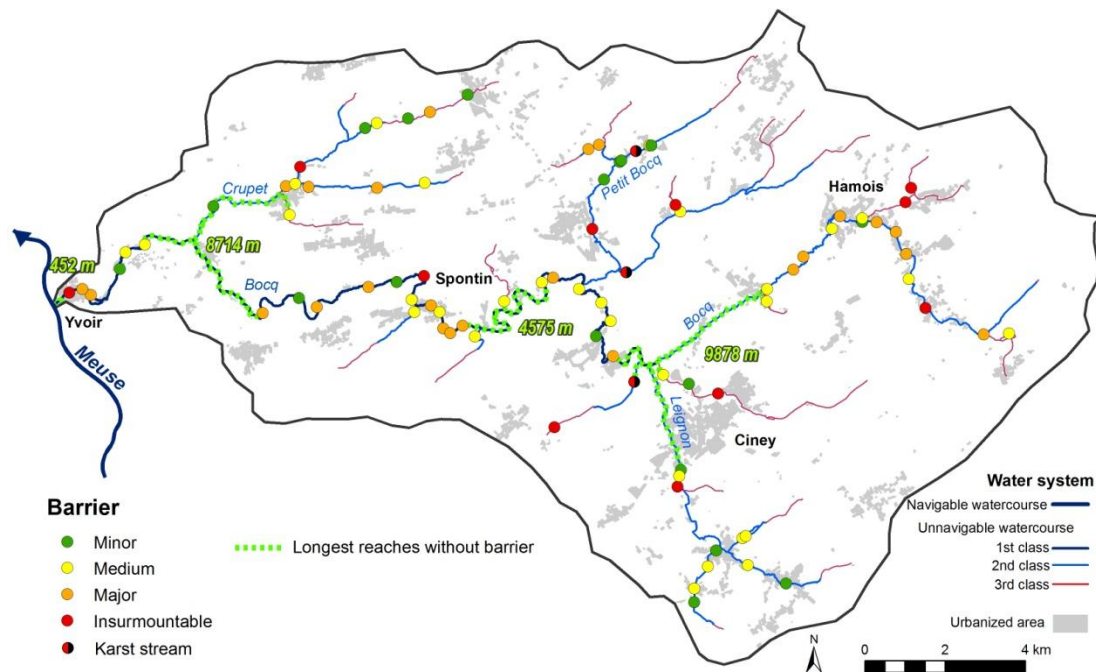 Hamois
Petit Bocq
Crupet
8714 m
452 m
Bocq
Spontin
Bocq
Yvoir
4575 m
9878 m
Meuse
Leignon
Ciney
Barrier
Minor
Medium
Major
Insurmountable
Karst stream
Longest reaches without barrier
Water system
Navigable watercourse
Unnavigable watercourse
1st class
2nd class
3rd class
Urbanized area
N
0 2 4 km